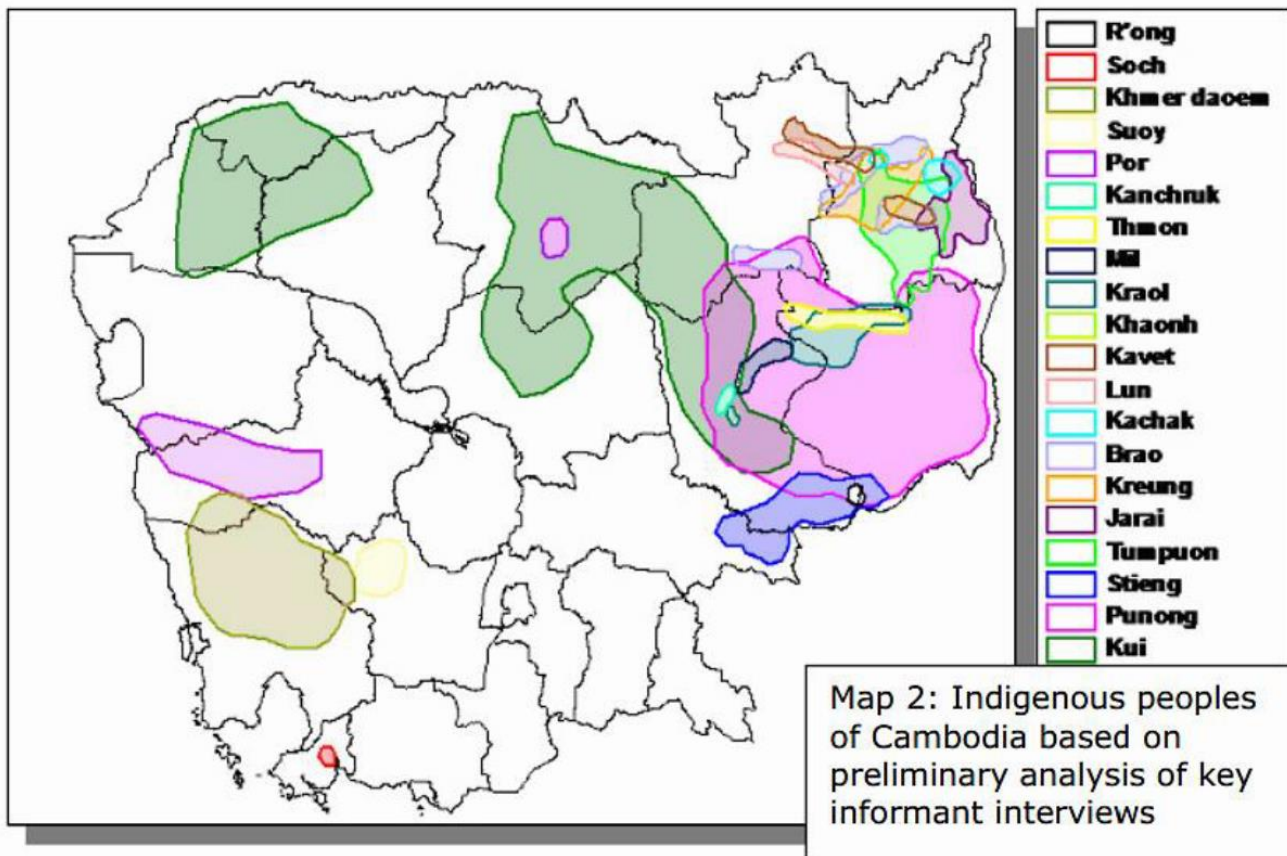 R'ong
Soch
Khmer daoem
Suoy
Por
Kanchruk
Thmon
Mil
Kraol
Khaonh
Kavet
Lun
Kachak
Brao
Kreung
Jarai
Tumpuon
Stieng
Punong
Kui
Map 2: Indigenous peoples
of Cambodia based on
preliminary analysis of key
informant interviews